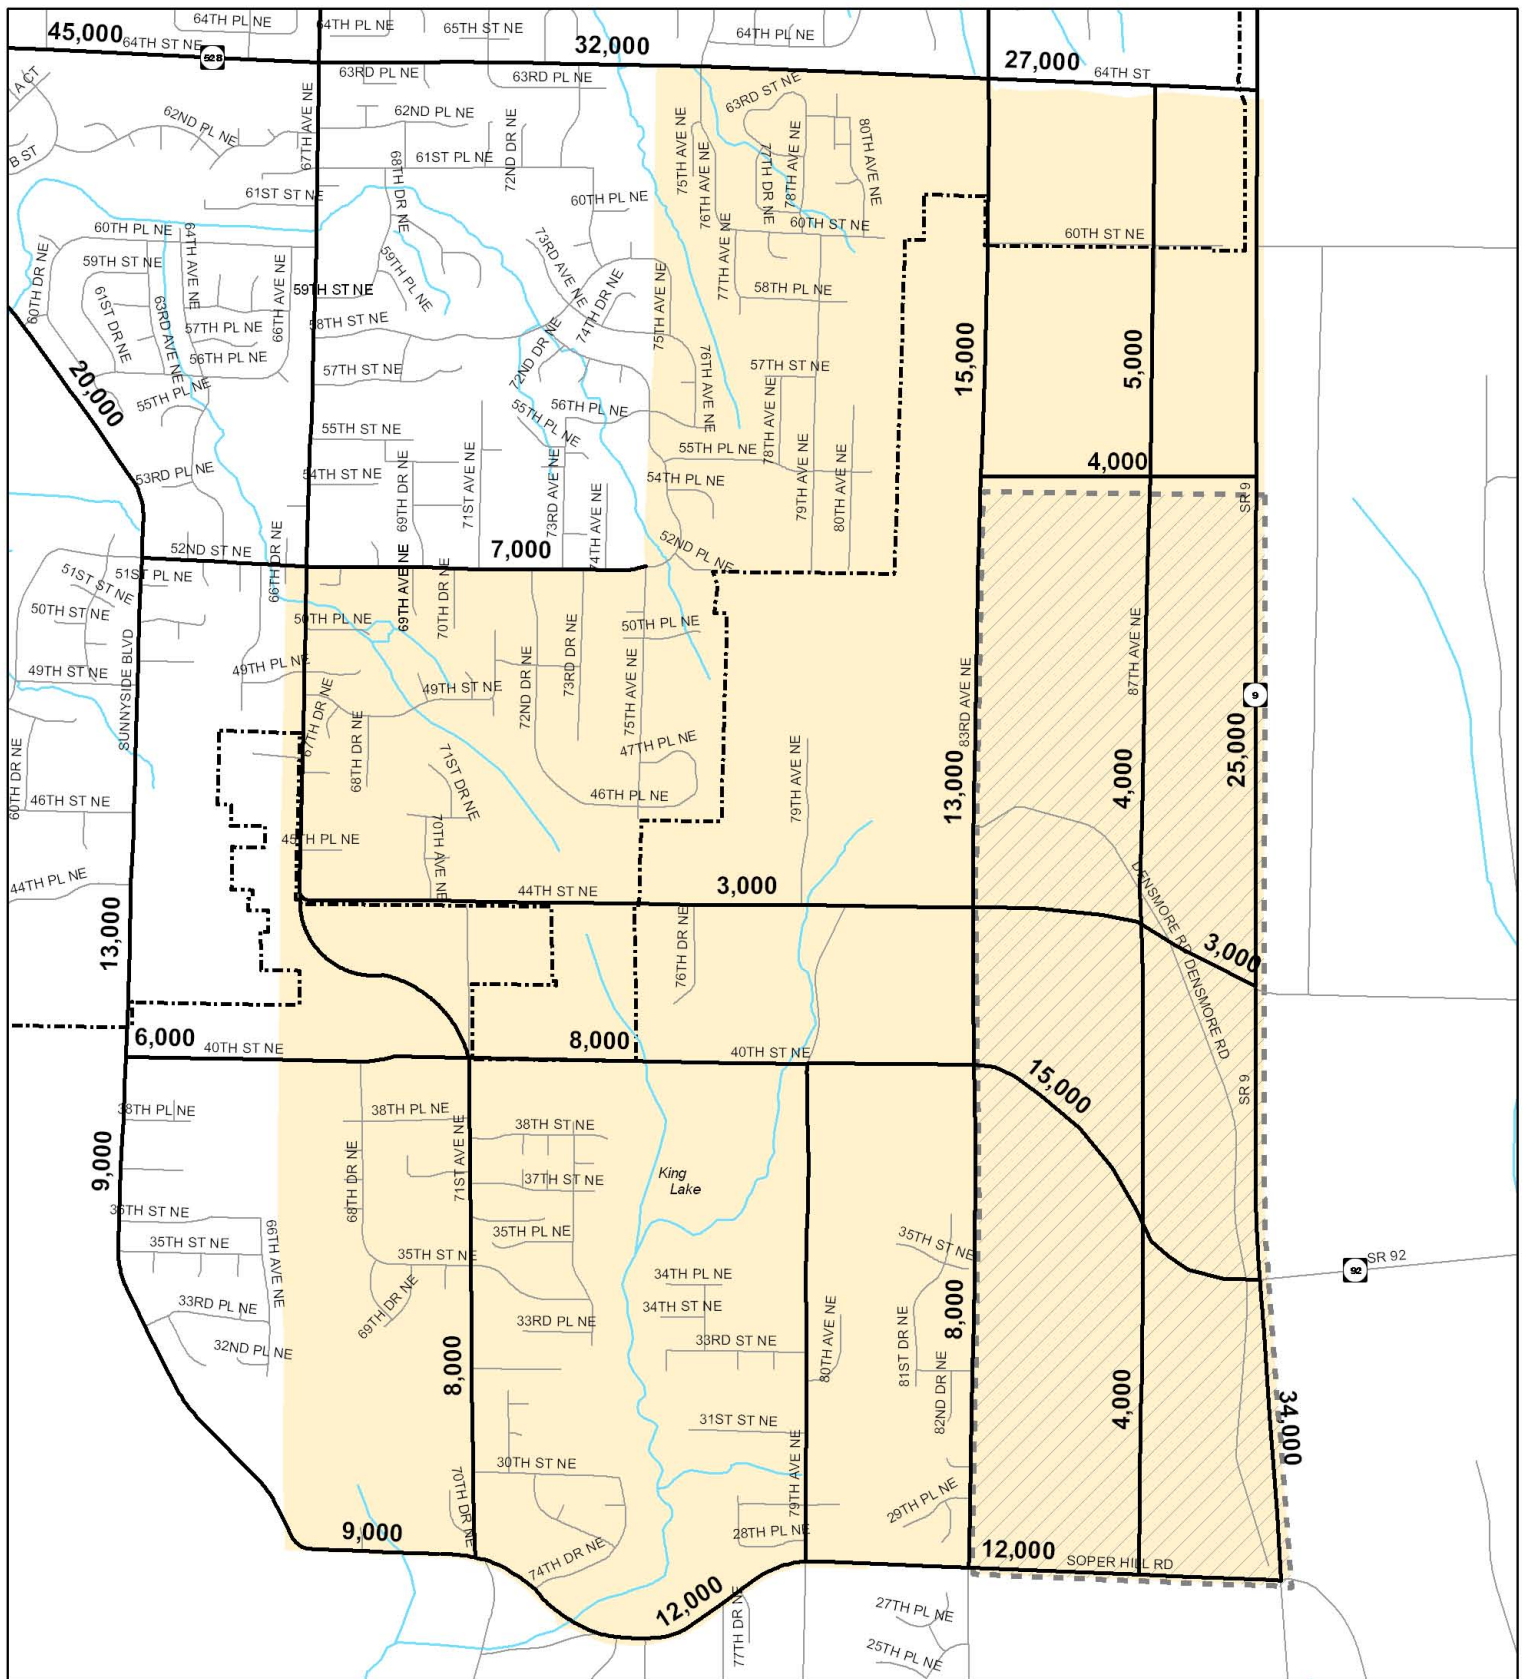 64TH PL NE
64TH PL NE
65TH ST NE
64TH PL NE
45,000
64TH ST NE
528
32,000
27,000
64TH ST
A CT
63RD PL NE
63RD PL NE
63RD ST NE
62ND PL NE
67TH AVE NE
62ND PL NE
72ND DR NE
75TH AVE NE
76TH AVE NE
77TH DR NE
78TH AVE NE
80TH AVE NE
B ST
61ST PL NE
68TH DR NE
61ST ST NE
60TH PL NE
60TH PL NE
64TH AVE NE
60TH ST NE
60TH ST NE
60TH DR NE
59TH ST NE
66TH AVE NE
59TH PL NE
73RD AVE NE
77TH AVE NE
61ST DR NE
63RD AVE NE
59TH ST NE
74TH DR NE
75TH AVE NE
58TH PL NE
57TH PL NE
58TH ST NE
72ND DR NE
15,000
5,000
56TH PL NE
57TH ST NE
76TH AVE NE
57TH ST NE
20,000
55TH PL NE
55TH PL NE
56TH PL NE
78TH AVE NE
55TH ST NE
55TH PL NE
79TH AVE NE
80TH AVE NE
4,000
53RD PL NE
54TH ST NE
69TH DR NE
71ST AVE NE
73RD AVE NE
74TH AVE NE
54TH PL NE
SR 9
52ND ST NE
66TH DR NE
7,000
52ND PL NE
51ST ST NE
51ST PL NE
69TH AVE NE
70TH DR NE
50TH ST NE
50TH PL NE
73RD DR NE
50TH PL NE
87TH AVE NE
SUNNYSIDE BLVD
49TH ST NE
49TH PL NE
67TH DR NE
49TH ST NE
72ND DR NE
75TH AVE NE
83RD AVE NE
9
60TH DR NE
68TH DR NE
71ST DR NE
47TH PL NE
79TH AVE NE
13,000
4,000
25,000
46TH ST NE
46TH PL NE
45TH PL NE
70TH AVE NE
44TH PL NE
44TH ST NE
3,000
DENSMORE RD
13,000
76TH DR NE
3,000
DENSMORE RD
6,000
40TH ST NE
8,000
40TH ST NE
15,000
SR 9
38TH PL NE
38TH PL NE
71ST AVE NE
38TH ST NE
9,000
68TH DR NE
37TH ST NE
King
Lake
36TH ST NE
66TH AVE NE
35TH PL NE
35TH ST NE
35TH ST NE
35TH ST NE
SR 92
92
69TH DR NE
34TH PL NE
33RD PL NE
34TH ST NE
80TH AVE NE
81ST DR NE
8,000
33RD PL NE
32ND PL NE
33RD ST NE
8,000
82ND DR NE
4,000
34,000
31ST ST NE
79TH AVE NE
30TH ST NE
70TH DR NE
29TH PL NE
9,000
28TH PL NE
74TH DR NE
12,000
SOPER HILL RD
12,000
77TH DR NE
27TH PL NE
25TH PL NE